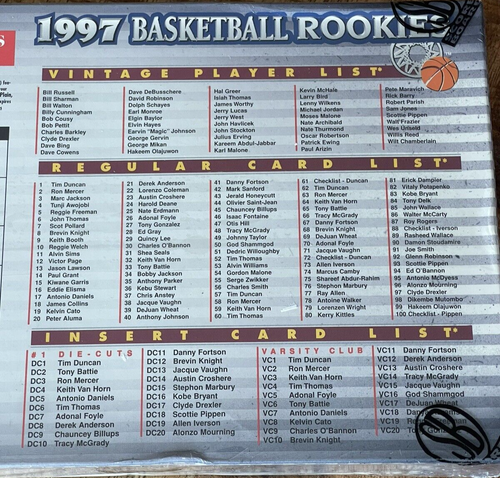 1997 BASKETBALL ROOKIES
VINTAGE PLAYER LIST*
Bill Russell
Bill Sharman
Bill Walton
Billy Cunningham
Bob Cousy
Bob Pettit
Charles Barkley
Clyde Drexler
Dave Bing
Dave Cowens
Dave DeBusschere
David Robinson
Dolph Schayes
Earl Monroe
Elgin Baylor
Elvin Hayes
Earvin "Magic" Johnson
George Gervin
George Mikan
Hakeem Olajuwon
Hal Greer
Isiah Thomas
James Worthy
Jerry Lucas
Jerry West
John Havlicek
John Stockton
Julius Erving
Kareem Abdul-Jabbar
Karl Malone
Kevin McHale
Larry Bird
Lenny Wilkens
Michael Jordan
Moses Malone
Nate Archibald
Nate Thurmond
Oscar Robertson
Patrick Ewing
Paul Arizin
Pete Maravich
Rick Barry
Robert Parish
Sam Jones
Scottie Pippen
Walt Frazier
Wes Unseld
Willis Reed
Wilt Chamberlain
REGULAR CARD LIST*
1 Tim Duncan
2 Ron Mercer
3 Marc Jackson
4 Tunji Awojobi
5 Reggie Freeman
6 John Thomas
7 Scot Pollard
8 Brevin Knight
9 Keith Booth
10 Reggie Welch
11 Alvin Sims
12 Victor Page
13 Jason Lawson
14 Paul Grant
15 Kiwane Garris
16 Eddie Elisma
17 Antonio Daniels
18 James Collins
19 Kelvin Cato
20 Peter Aluma
21 Derek Anderson
22 Lorenzo Coleman
23 Austin Croshere
24 Harold Deane
25 Nate Erdmann
26 Adonal Foyle
27 Tony Gonzalez
28 Ed Gray
29 Quincy Lee
30 Charles O'Bannon
31 Shea Seals
32 Keith Van Horn
33 Tony Battie
34 Bobby Jackson
35 Anthony Parker
36 Kebu Stewart
37 Chris Anstey
38 Jacque Vaughn
39 DeJuan Wheat
40 Anthony Johnson
41 Danny Fortson
42 Mark Sanford
43 Jerald Honeycutt
44 Olivier Saint-Jean
45 Chauncey Billups
46 Isaac Fontaine
47 Otis Hill
48 Tracy McGrady
49 Johnny Taylor
50 God Shammgod
51 Dedric Willoughby
52 Tim Thomas
53 Alvin Williams
54 Gordon Malone
55 Serge Zwikker
56 Charles Smith
57 Tim Duncan
58 Ron Mercer
59 Keith Van Horn
60 Tim Thomas
61 Checklist - Duncan
62 Tim Duncan
63 Ron Mercer
64 Keith Van Horn
65 Tony Battie
66 Tracy McGrady
67 Danny Fortson
68 Brevin Knight
69 DeJuan Wheat
70 Adonal Foyle
71 Jacque Vaughn
72 Checklist - Duncan
73 Allen Iverson
74 Marcus Camby
75 Shareef Abdur-Rahim
76 Stephon Marbury
77 Ray Allen
78 Antoine Walker
79 Lorenzen Wright
80 Kerry Kittles
81 Erick Dampier
82 Vitaly Potapenko
83 Kobe Bryant
84 Tony Delk
85 John Wallace
86 Walter McCarty
87 Roy Rogers
88 Checklist - Iverson
89 Rasheed Wallace
90 Damon Stoudamire
91 Joe Smith
92 Glenn Robinson
93 Scottie Pippen
94 Ed O'Bannon
95 Antonio McDyess
96 Alonzo Mourning
97 Clyde Drexler
98 Dikembe Mutombo
99 Hakeem Olajuwon
100 Checklist - Pippen
INSERT CARD LIST*
#1 DIE-CUTS
DC1 Tim Duncan
DC2 Tony Battie
DC3 Ron Mercer
DC4 Keith Van Horn
DC5 Antonio Daniels
DC6 Tim Thomas
DC7 Adonal Foyle
DC8 Derek Anderson
DC9 Chauncey Billups
DC10 Tracy McGrady
DC11 Danny Fortson
DC12 Brevin Knight
DC13 Jacque Vaughn
DC14 Austin Croshere
DC15 Stephon Marbury
DC16 Kobe Bryant
DC17 Clyde Drexler
DC18 Scottie Pippen
DC19 Allen Iverson
DC20 Alonzo Mourning
VARSITY CLUB
VC1 Tim Duncan
VC2 Ron Mercer
VC3 Keith Van Horn
VC4 Tim Thomas
VC5 Adonal Foyle
VC6 Tony Battie
VC7 Antonio Daniels
VC8 Kelvin Cato
VC9 Charles O'Bannon
VC10 Brevin Knight
VC11 Danny Fortson
VC12 Derek Anderson
VC13 Austin Croshere
VC14 Tracy McGrady
VC15 Jacque Vaughn
VC16 God Shammgod
VC17 DeJuan Wheat
VC18
VC19
VC20